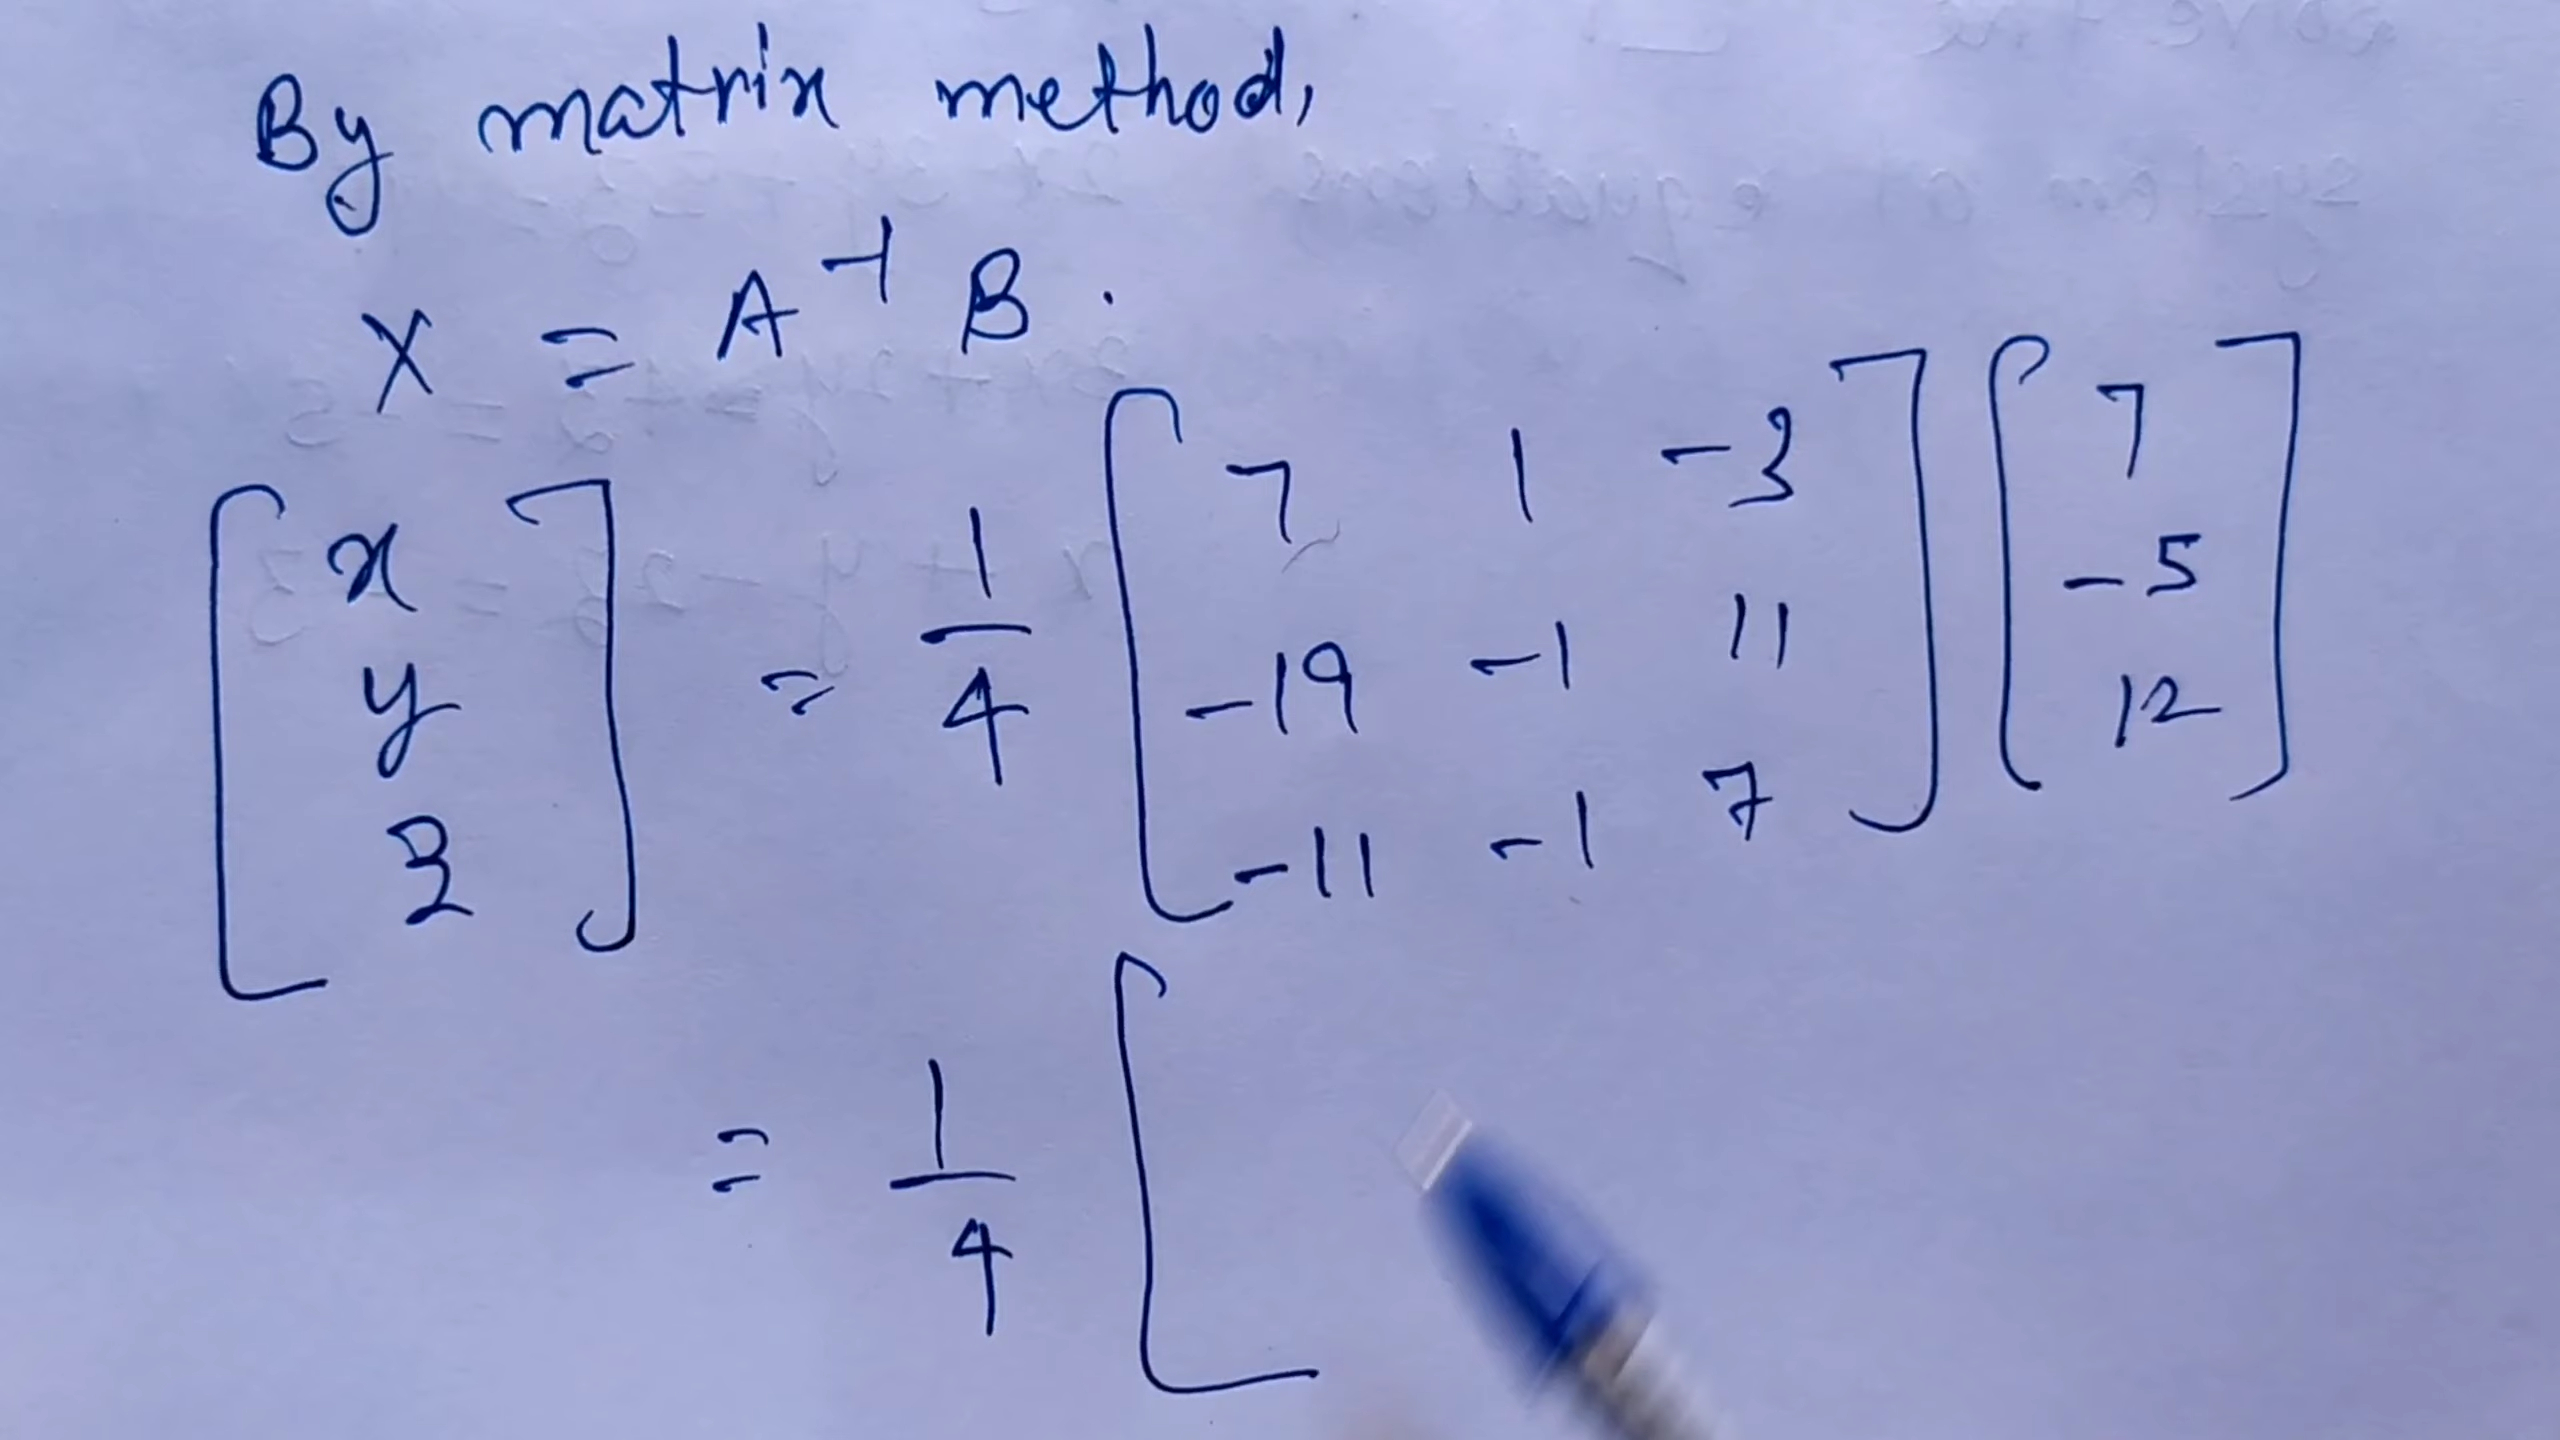 By matrix method,
X = A⁻¹ B.
[ x y z ] = 1/4 [ 7 1 -3 -19 -1 11 -11 -1 7 ] [ 7 -5 12 ]
= 1/4 [